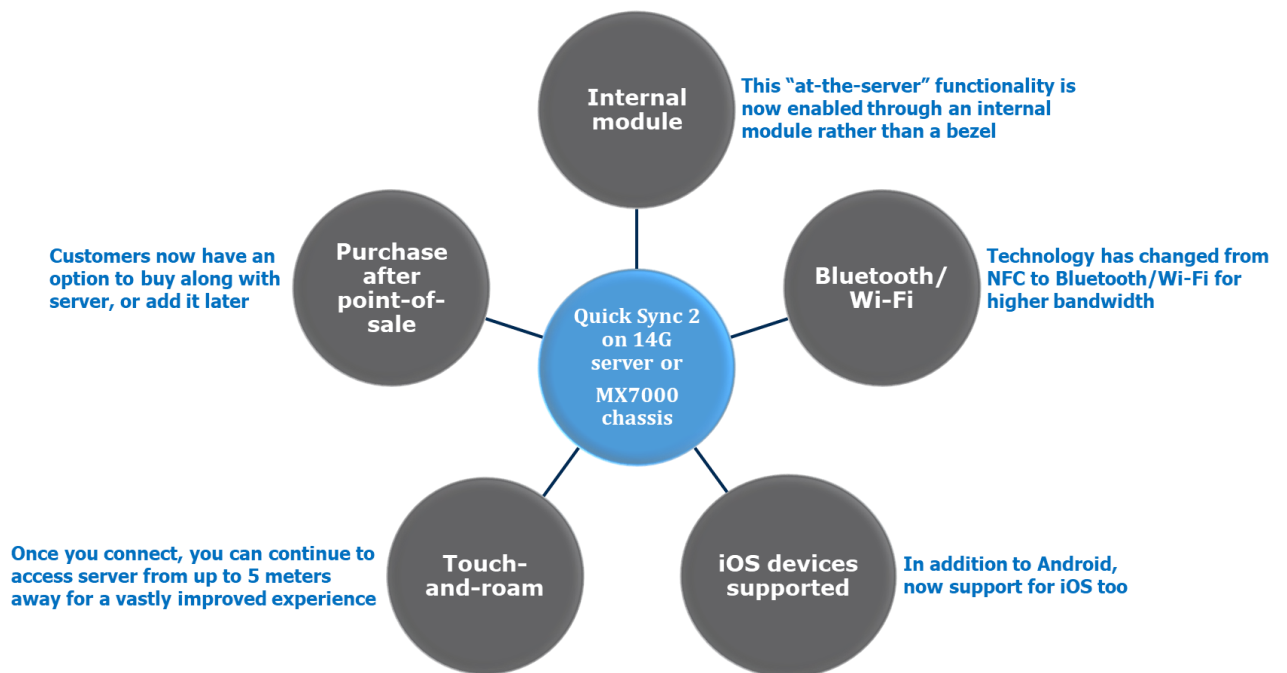 Internal
module
This “at-the-server” functionality is
now enabled through an internal
module rather than a bezel
Bluetooth/
Wi-Fi
Technology has changed from
NFC to Bluetooth/Wi-Fi for
higher bandwidth
Customers now have an
option to buy along with
server, or add it later
Purchase
after
point-of-
sale
Quick Sync 2
on 14G
server or
MX7000
chassis
Once you connect, you can continue to
access server from up to 5 meters
away for a vastly improved experience
Touch-
and-roam
iOS devices
supported
In addition to Android,
now support for iOS too